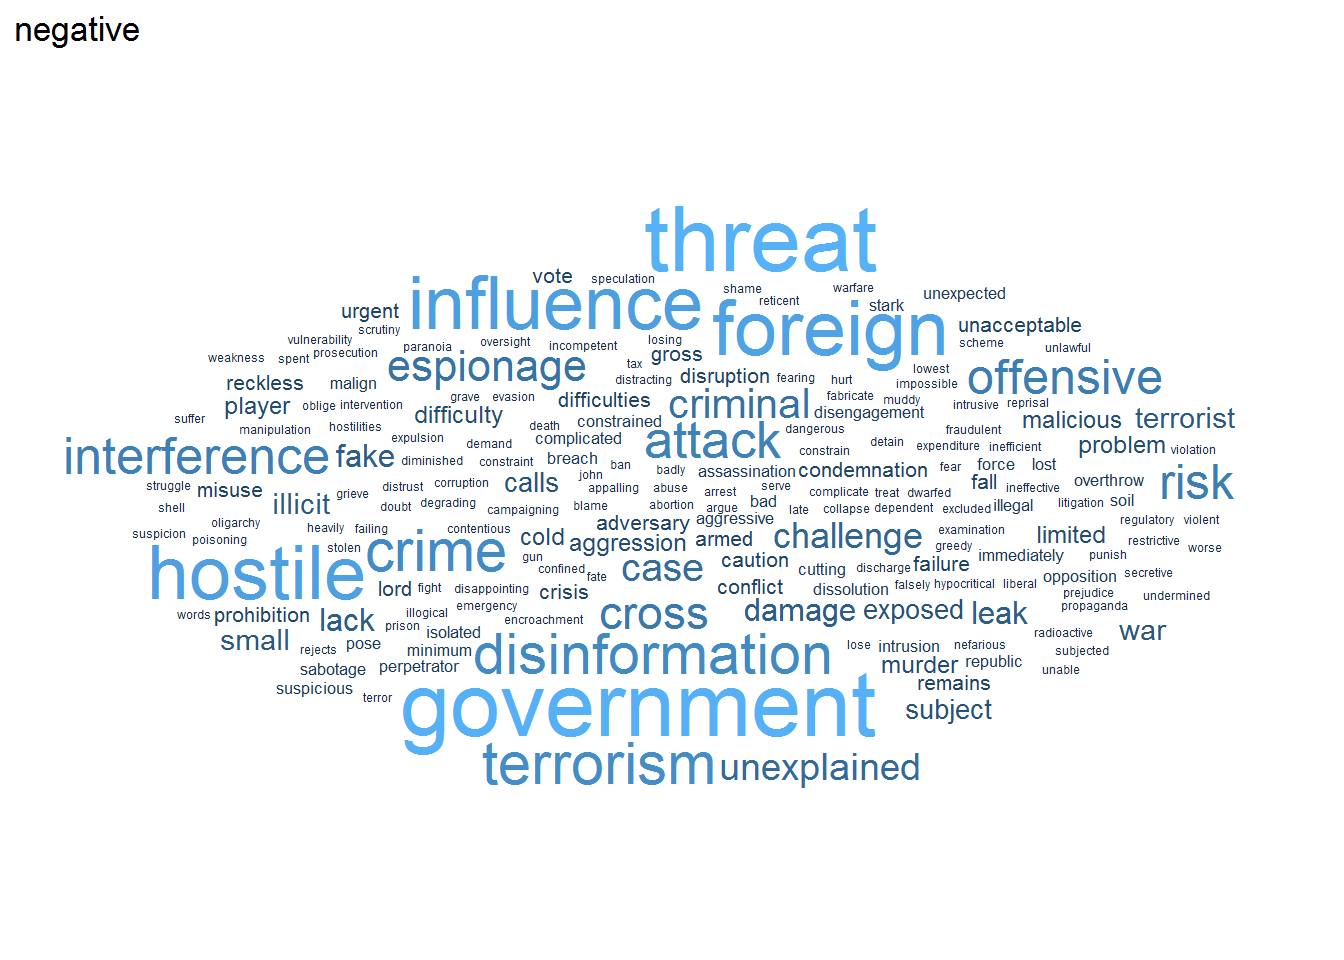 negative
threat
vote speculation
influence
shame warfare
reticent stark unexpected
urgent
foreign
unacceptable
scrutiny
vulnerability paranoia oversight incompetent losing
scheme unlawful
weakness spent prosecution
espionage
tax gross
lowest
reckless malign
distracting disruption fearing hurt impossible
offensive
suffer player oblige intervention
grave evasion difficulties
criminal
fabricate muddy intrusive reprisal
manipulation hostilities difficulty
death constrained
disengagement
malicious terrorist
expulsion demand complicated
attack
dangerous detain fraudulent
interference
fake diminished constraint breach ban
constrain expenditure inefficient
problem violation
struggle misuse
distrust corruption calls john appalling
badly assassination condemnation fear force lost
risk
shell
illicit grieve
doubt degrading campaigning blame
abuse arrest serve complicate treat dwarfed fall ineffective overthrow
suspicion oligarchy heavily failing contentious
abortion argue bad late collapse dependent excluded illegal litigation soil
poisoning stolen
crime
cold adversary aggressive
regulatory violent
hostile
gun aggression armed
challenge
examination greedy limited restrictive worse
lord fight disappointing confined fate
case
caution cutting discharge failure immediately punish
words prohibition
illogical emergency crisis
conflict dissolution falsely hypocritical liberal opposition secretive
lack prison encroachment
cross
damage exposed leak
prejudice propaganda undermined
small rejects pose isolated minimum
disinformation
lose intrusion nefarious radioactive war
sabotage perpetrator
murder republic subjected unable
suspicious terror
government
remains
subject
terrorism unexplained